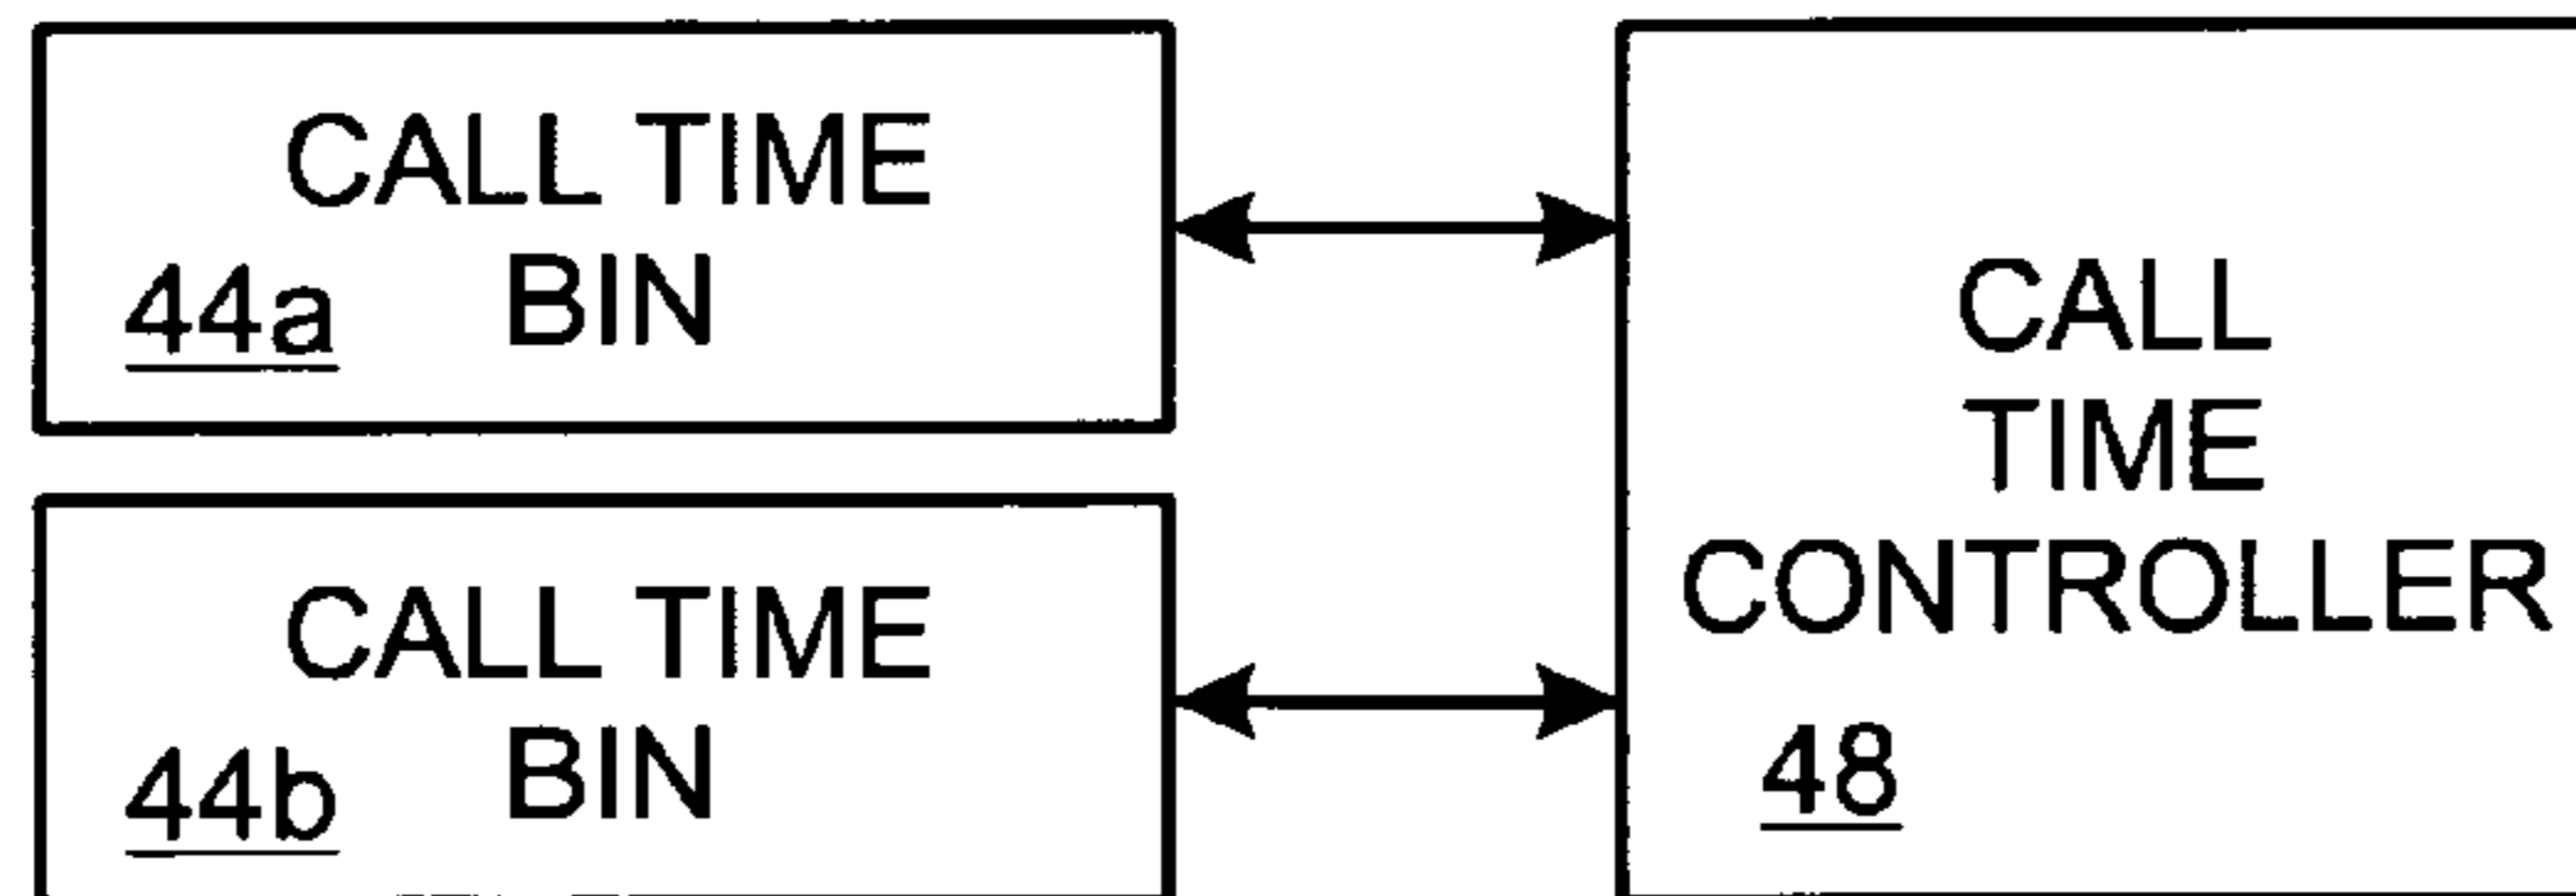 CALL TIME
44a BIN
CALL TIME
44b BIN
CALL
TIME
CONTROLLER
48